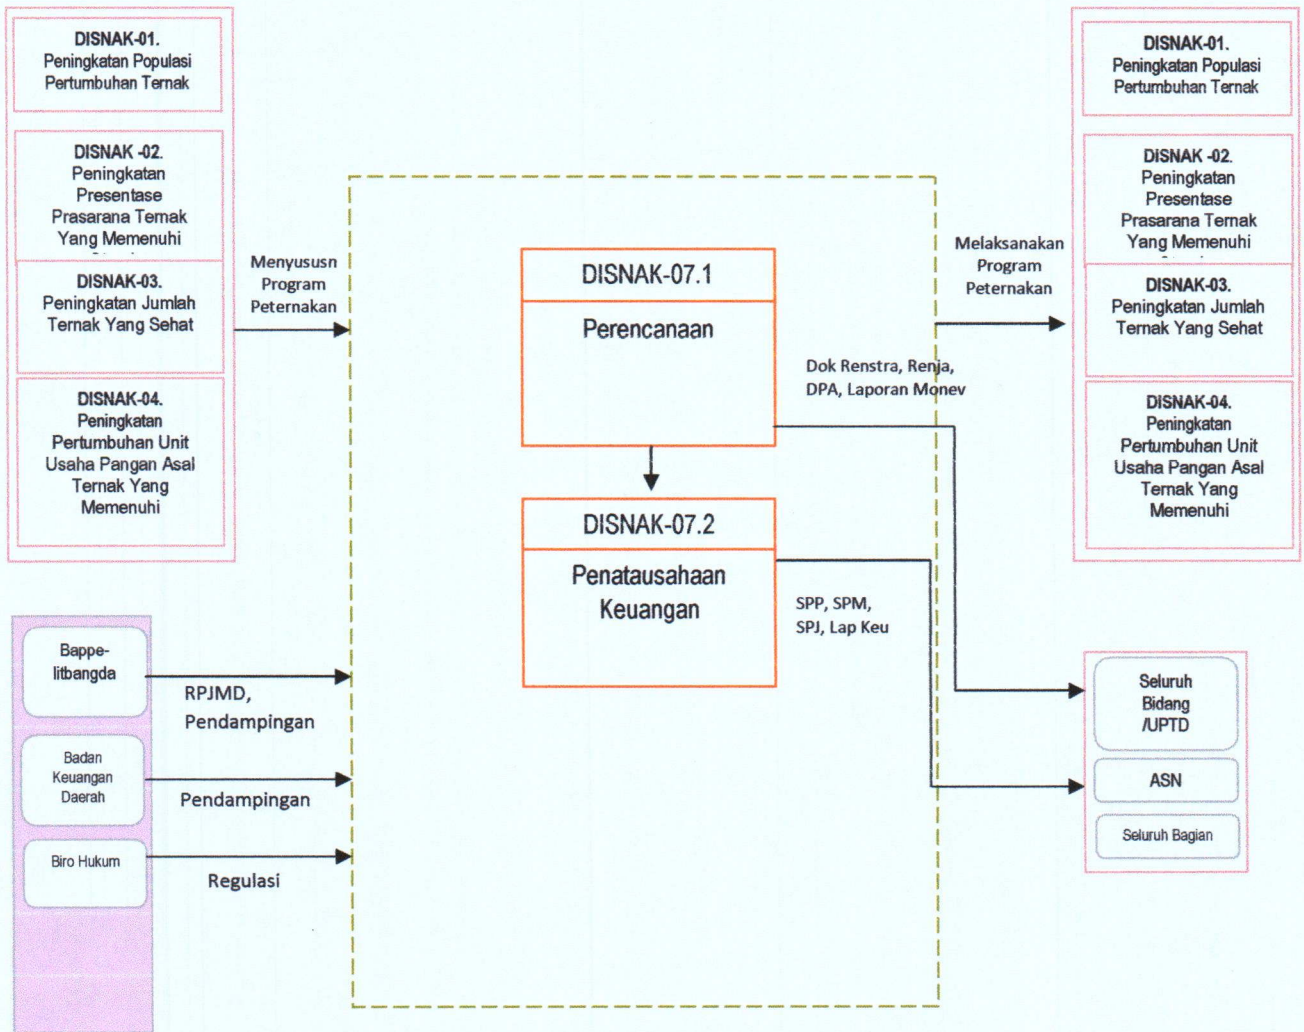 DISNAK-01.
Peningkatan Populasi
Pertumbuhan Ternak
DISNAK -02.
Peningkatan
Presentase
Prasarana Ternak
Yang Memenuhi
DISNAK-03.
Peningkatan Jumlah
Ternak Yang Sehat
DISNAK-04.
Peningkatan
Pertumbuhan Unit
Usaha Pangan Asal
Ternak Yang
Memenuhi
Menyususn
Program
Peternakan
Bappe-
litbangda
RPJMD,
Pendampingan
Badan
Keuangan
Daerah
Pendampingan
Biro Hukum
Regulasi
DISNAK-07.1
Perencanaan
Dok Renstra, Renja,
DPA, Laporan Monev
DISNAK-07.2
Penatausahaan
Keuangan
SPP, SPM,
SPJ, Lap Keu
Melaksanakan
Program
Peternakan
DISNAK-01.
Peningkatan Populasi
Pertumbuhan Ternak
DISNAK -02.
Peningkatan
Presentase
Prasarana Ternak
Yang Memenuhi
DISNAK-03.
Peningkatan Jumlah
Ternak Yang Sehat
DISNAK-04.
Peningkatan
Pertumbuhan Unit
Usaha Pangan Asal
Ternak Yang
Memenuhi
Seluruh
Bidang
/UPTD
ASN
Seluruh Bagian